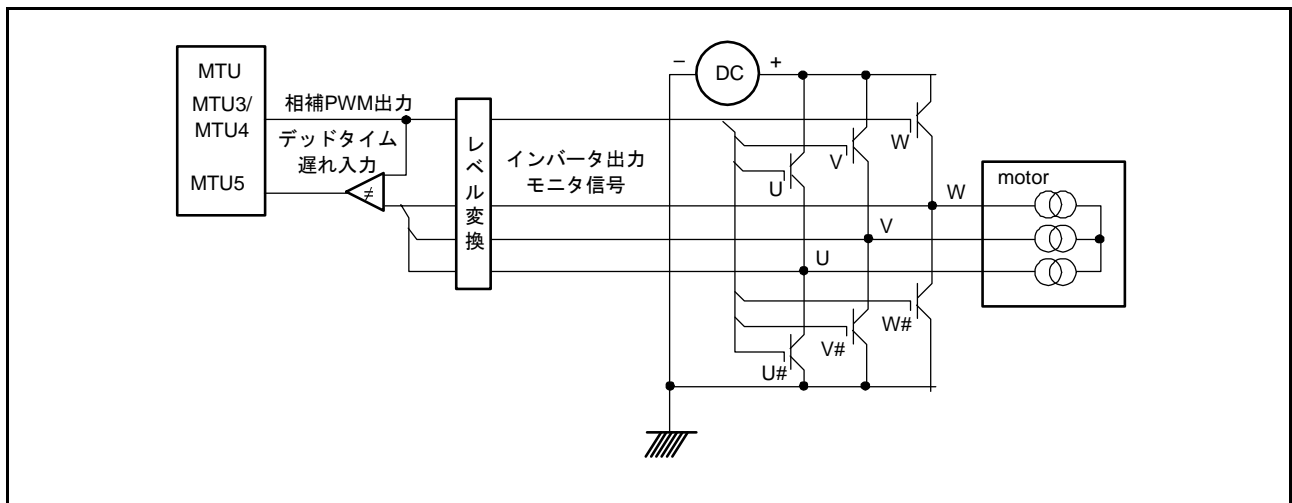 MTU
MTU3/
MTU4
MTU5
相補PWM出力
デッドタイム
遅れ入力
≠
レベル変換
インバータ出力
モニタ信号
−
DC
+
W
V
U
W
V
U
W#
V#
U#
motor